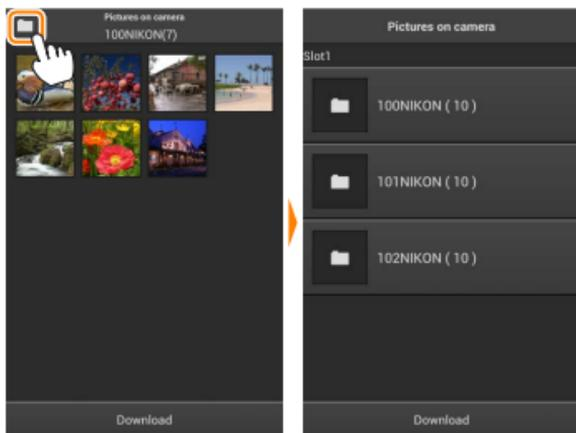 Pictures on camera
100NIKON(7)
Download
Pictures on camera
Slot1
100NIKON ( 10 )
101NIKON ( 10 )
102NIKON ( 10 )
Download